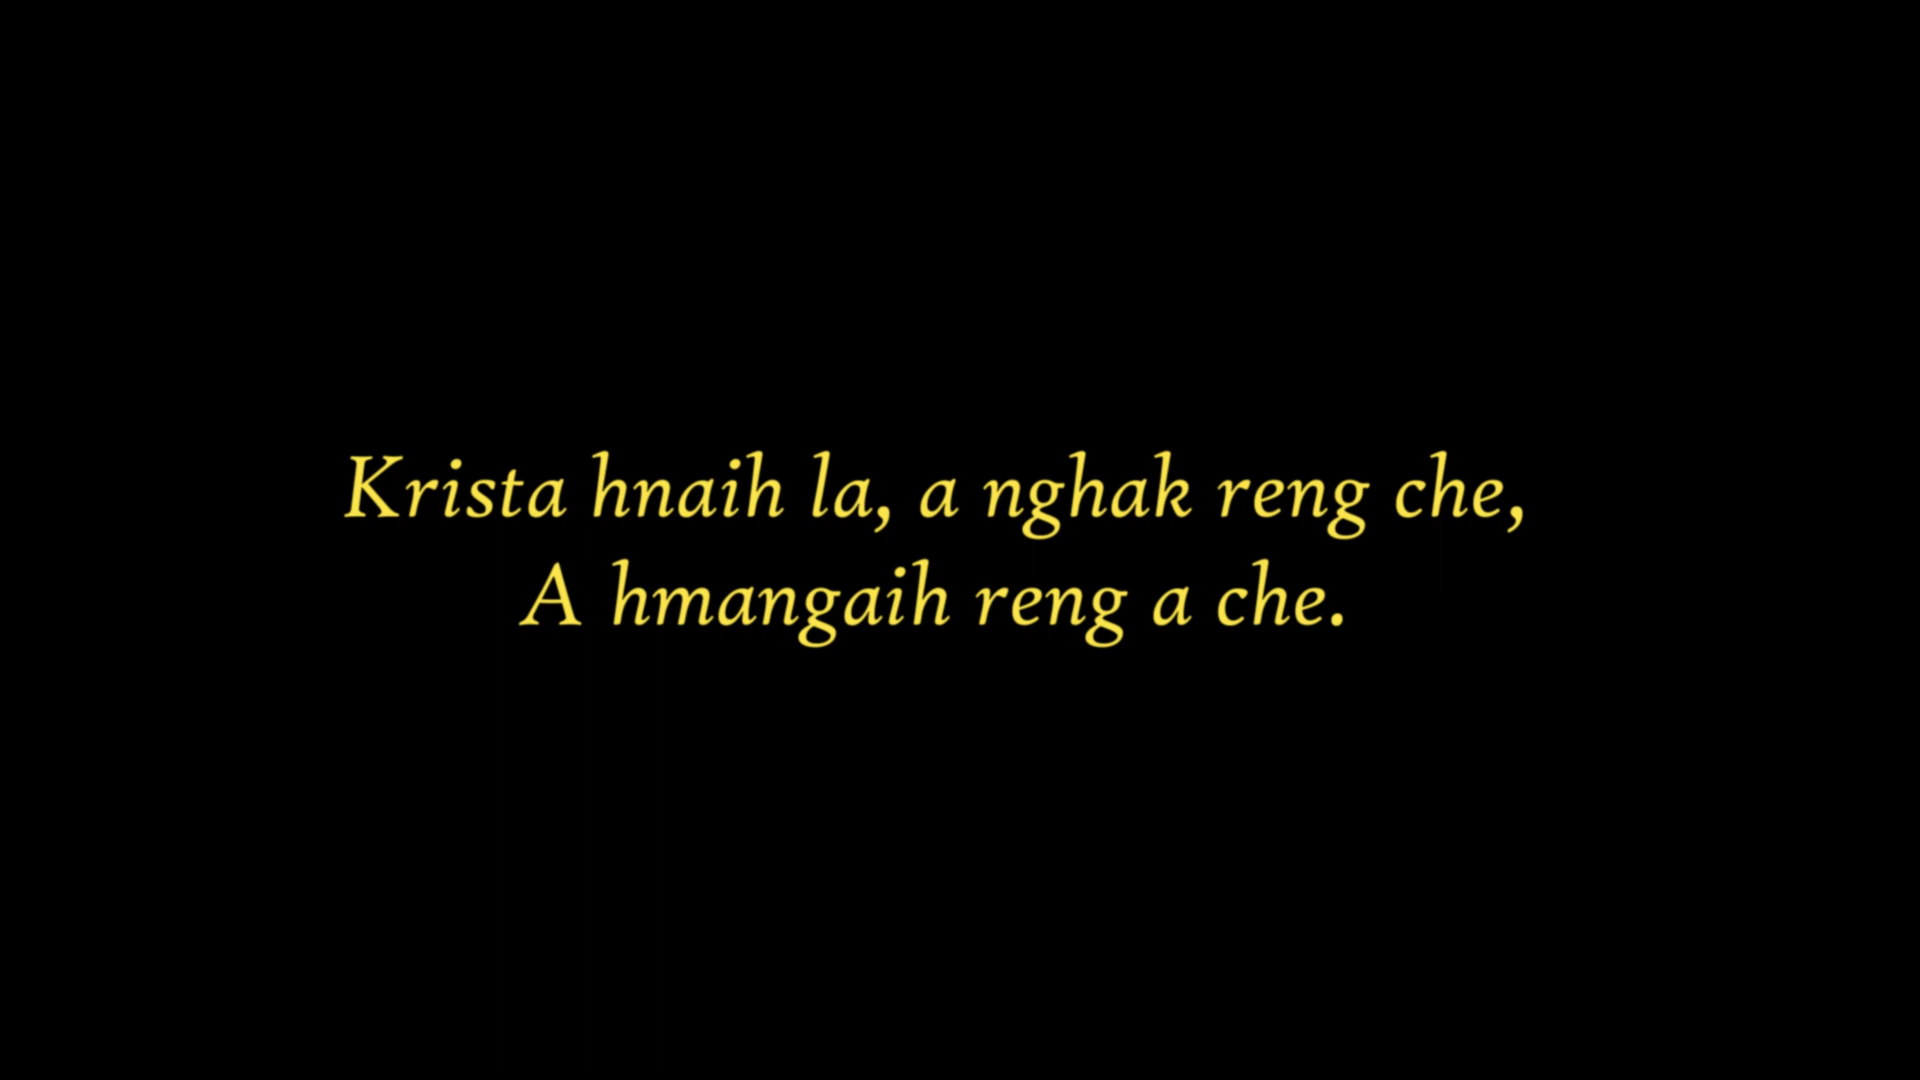 Krista hnaih la, a nghak reng che,
A hmangaih reng a che.